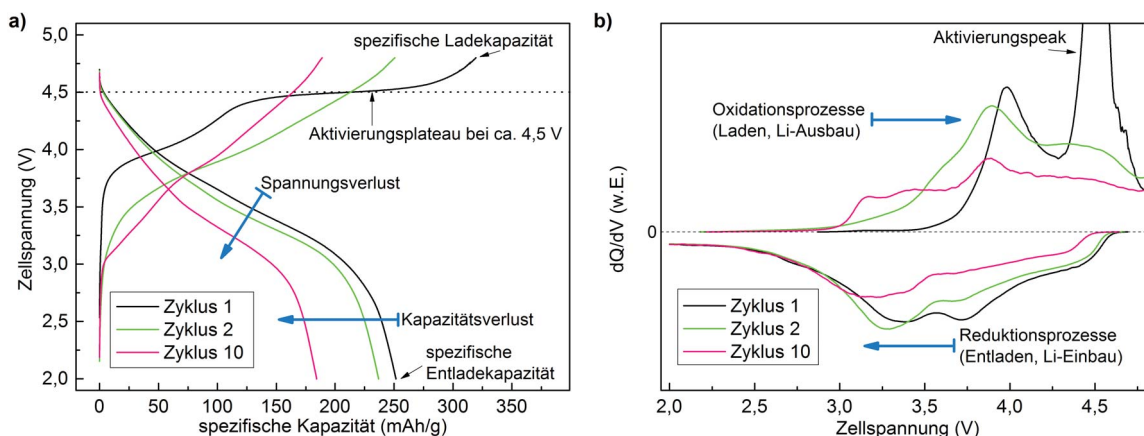 a)
5,0
4,5
4,0
3,5
3,0
2,5
2,0
Zellspannung (V)
spezifische Ladekapazität
Aktivierungsplateau bei ca. 4,5 V
Spannungsverlust
Zyklus 1
Zyklus 2
Zyklus 10
Kapazitätsverlust
spezifische
Entladekapazität
0
50
100
150
200
250
300
350
spezifische Kapazität (mAh/g)
b)
dQ/dV (w.E.)
0
Aktivierungspeak
Oxidationsprozesse
(Laden, Li-Ausbau)
Zyklus 1
Zyklus 2
Zyklus 10
Reduktionsprozesse
(Entladen, Li-Einbau)
2,0
2,5
3,0
3,5
4,0
4,5
Zellspannung (V)